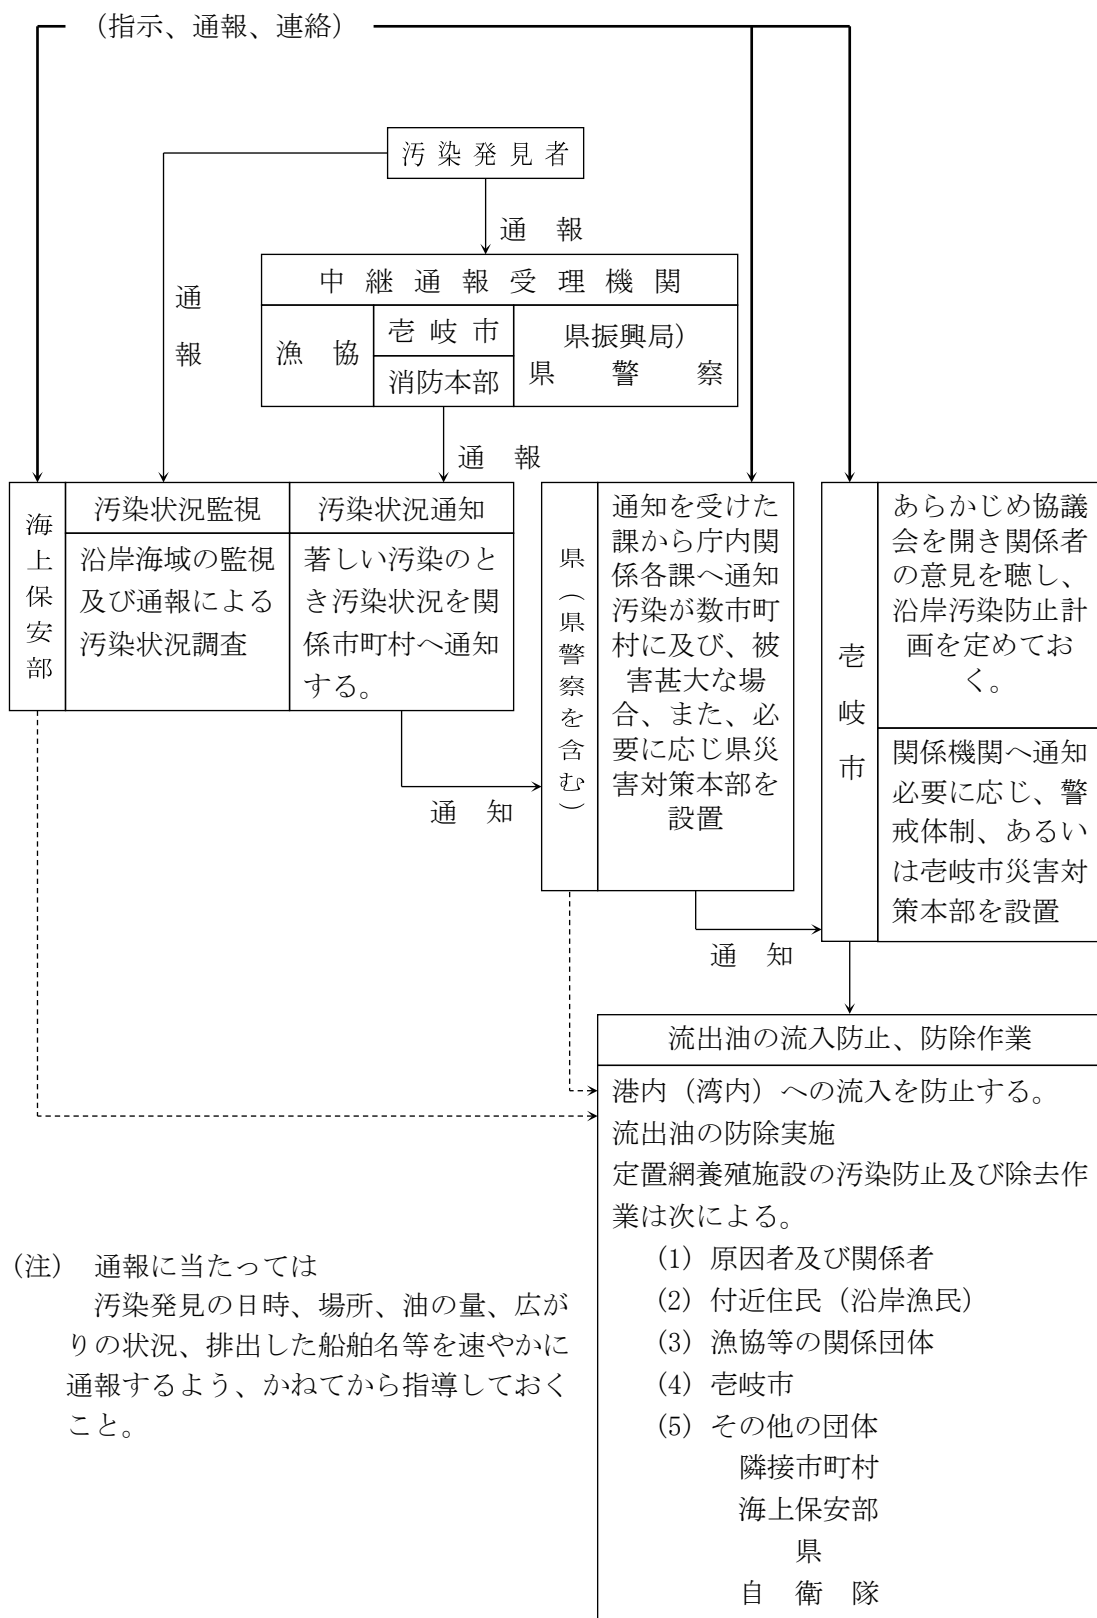 （指示、通報、連絡）
汚染発見者
通　報
通
報
中継通報受理機関
漁　協
壱岐市
消防本部
県振興局）
県　警　察
通　報
海上保安部
汚染状況監視
沿岸海域の監視
及び通報による
汚染状況調査
汚染状況通知
著しい汚染のと
き汚染状況を関
係市町村へ通知
する。
通　知
県（県警察を含む）
通知を受けた
課から庁内関
係各課へ通知
汚染が数市町
村に及び、被
害甚大な場
合、また、必
要に応じ県災
害対策本部を
設置
通　知
壱岐市
あらかじめ協議
会を開き関係者
の意見を聴し、
沿岸汚染防止計
画を定めてお
く。
関係機関へ通知
必要に応じ、警
戒体制、あるい
は壱岐市災害対
策本部を設置
流出油の流入防止、防除作業
港内（湾内）への流入を防止する。
流出油の防除実施
定置網養殖施設の汚染防止及び除去作
業は次による。
(1) 原因者及び関係者
(2) 付近住民（沿岸漁民）
(3) 漁協等の関係団体
(4) 壱岐市
(5) その他の団体
隣接市町村
海上保安部
県
自　衛　隊
(注)　通報に当たっては
汚染発見の日時、場所、油の量、広が
りの状況、排出した船舶名等を速やかに
通報するよう、かねてから指導しておく
こと。